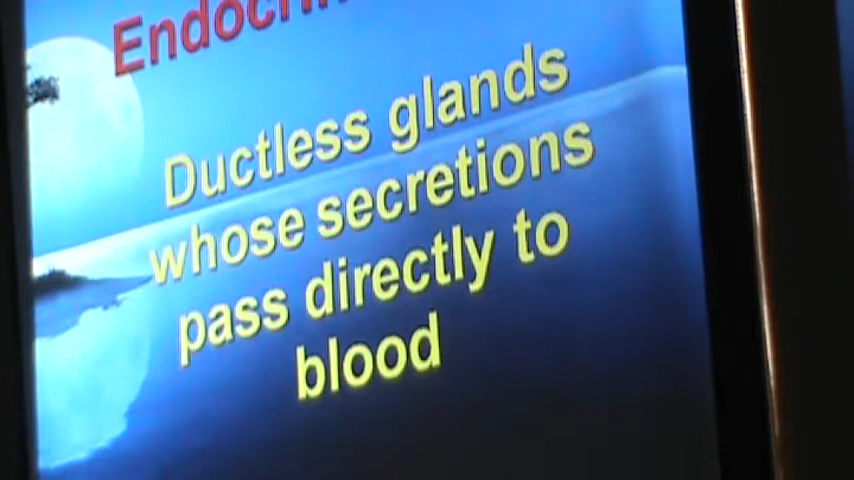 Ductless glands
whose secretions
pass directly to
blood